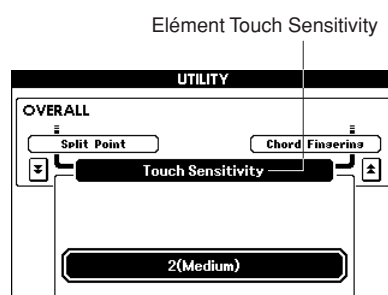 Elément Touch Sensitivity
UTILITY
OVERALL
Split Point
Chord Fingering
Touch Sensitivity
2(Medium)